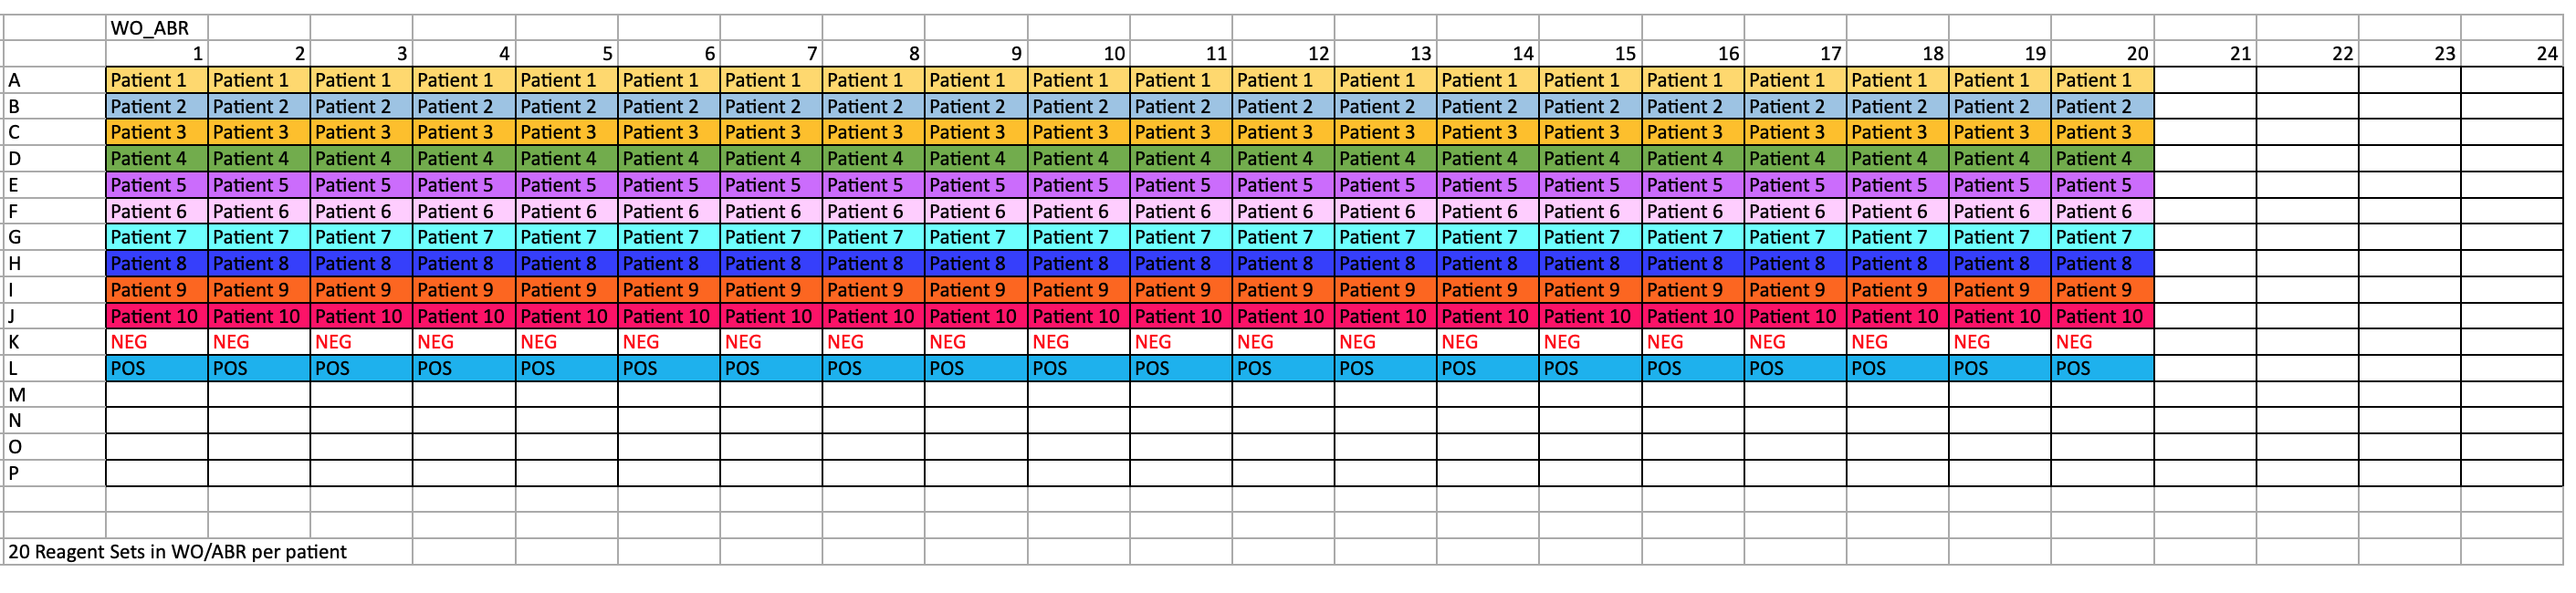 WO_ABR
1 2 3 4 5 6 7 8 9 10 11 12 13 14 15 16 17 18 19 20 21 22 23 24
A Patient 1 Patient 1 Patient 1 Patient 1 Patient 1 Patient 1 Patient 1 Patient 1 Patient 1 Patient 1 Patient 1 Patient 1 Patient 1 Patient 1 Patient 1 Patient 1 Patient 1 Patient 1 Patient 1 Patient 1
B Patient 2 Patient 2 Patient 2 Patient 2 Patient 2 Patient 2 Patient 2 Patient 2 Patient 2 Patient 2 Patient 2 Patient 2 Patient 2 Patient 2 Patient 2 Patient 2 Patient 2 Patient 2 Patient 2 Patient 2
C Patient 3 Patient 3 Patient 3 Patient 3 Patient 3 Patient 3 Patient 3 Patient 3 Patient 3 Patient 3 Patient 3 Patient 3 Patient 3 Patient 3 Patient 3 Patient 3 Patient 3 Patient 3 Patient 3 Patient 3
D Patient 4 Patient 4 Patient 4 Patient 4 Patient 4 Patient 4 Patient 4 Patient 4 Patient 4 Patient 4 Patient 4 Patient 4 Patient 4 Patient 4 Patient 4 Patient 4 Patient 4 Patient 4 Patient 4 Patient 4
E Patient 5 Patient 5 Patient 5 Patient 5 Patient 5 Patient 5 Patient 5 Patient 5 Patient 5 Patient 5 Patient 5 Patient 5 Patient 5 Patient 5 Patient 5 Patient 5 Patient 5 Patient 5 Patient 5 Patient 5
F Patient 6 Patient 6 Patient 6 Patient 6 Patient 6 Patient 6 Patient 6 Patient 6 Patient 6 Patient 6 Patient 6 Patient 6 Patient 6 Patient 6 Patient 6 Patient 6 Patient 6 Patient 6 Patient 6 Patient 6
G Patient 7 Patient 7 Patient 7 Patient 7 Patient 7 Patient 7 Patient 7 Patient 7 Patient 7 Patient 7 Patient 7 Patient 7 Patient 7 Patient 7 Patient 7 Patient 7 Patient 7 Patient 7 Patient 7 Patient 7
H Patient 8 Patient 8 Patient 8 Patient 8 Patient 8 Patient 8 Patient 8 Patient 8 Patient 8 Patient 8 Patient 8 Patient 8 Patient 8 Patient 8 Patient 8 Patient 8 Patient 8 Patient 8 Patient 8 Patient 8
I Patient 9 Patient 9 Patient 9 Patient 9 Patient 9 Patient 9 Patient 9 Patient 9 Patient 9 Patient 9 Patient 9 Patient 9 Patient 9 Patient 9 Patient 9 Patient 9 Patient 9 Patient 9 Patient 9 Patient 9
J Patient 10 Patient 10 Patient 10 Patient 10 Patient 10 Patient 10 Patient 10 Patient 10 Patient 10 Patient 10 Patient 10 Patient 10 Patient 10 Patient 10 Patient 10 Patient 10 Patient 10 Patient 10 Patient 10 Patient 10
K NEG NEG NEG NEG NEG NEG NEG NEG NEG NEG NEG NEG NEG NEG NEG NEG NEG NEG NEG NEG
L POS POS POS POS POS POS POS POS POS POS POS POS POS POS POS POS POS POS POS POS
M
N
O
P
20 Reagent Sets in WO/ABR per patient